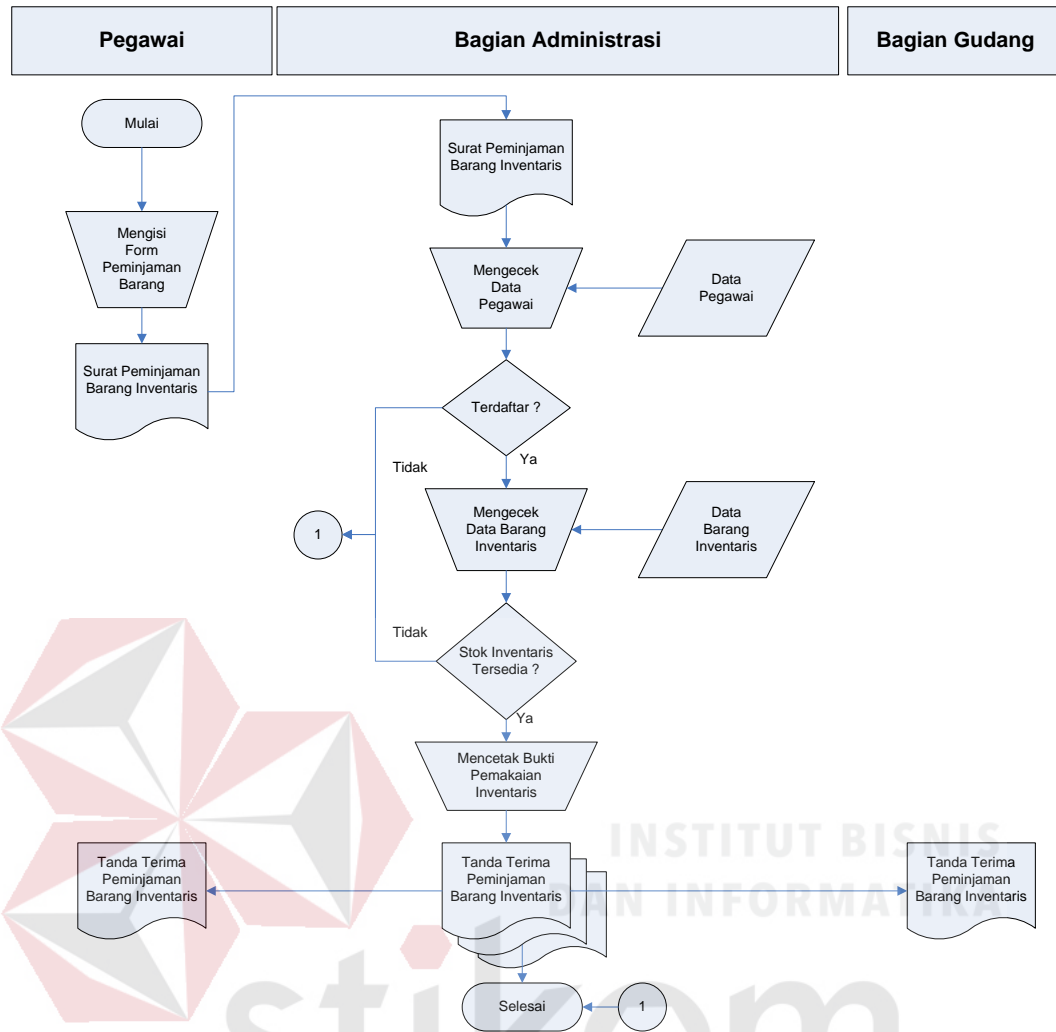 Pegawai
Bagian Administrasi
Bagian Gudang
Mulai
Mengisi
Form
Peminjaman
Barang
Surat Peminjaman
Barang Inventaris
Surat Peminjaman
Barang Inventaris
Mengecek
Data
Pegawai
Data
Pegawai
Terdaftar ?
Tidak
Ya
1
Mengecek
Data Barang
Inventaris
Data
Barang
Inventaris
Tidak
Stok Inventaris
Tersedia ?
Ya
Mencetak Bukti
Pemakaian
Inventaris
INSTITUT BISNIS
DAN INFORMATIKA
Tanda Terima
Peminjaman
Barang Inventaris
Tanda Terima
Peminjaman
Barang Inventaris
Tanda Terima
Peminjaman
Barang Inventaris
stikom
Selesai
1